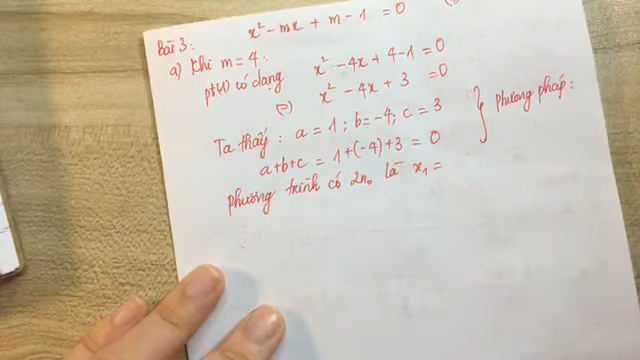 x² - mx + m - 1 = 0
Bài 3:
a) Khi m = 4:
pt(1) có dạng x² - 4x + 4 - 1 = 0
(=) x² - 4x + 3 = 0
Ta thấy: a = 1; b = -4; c = 3
a+b+c = 1+(-4)+3 = 0
} phương pháp:
phương trình có 2n₀ là x₁ =